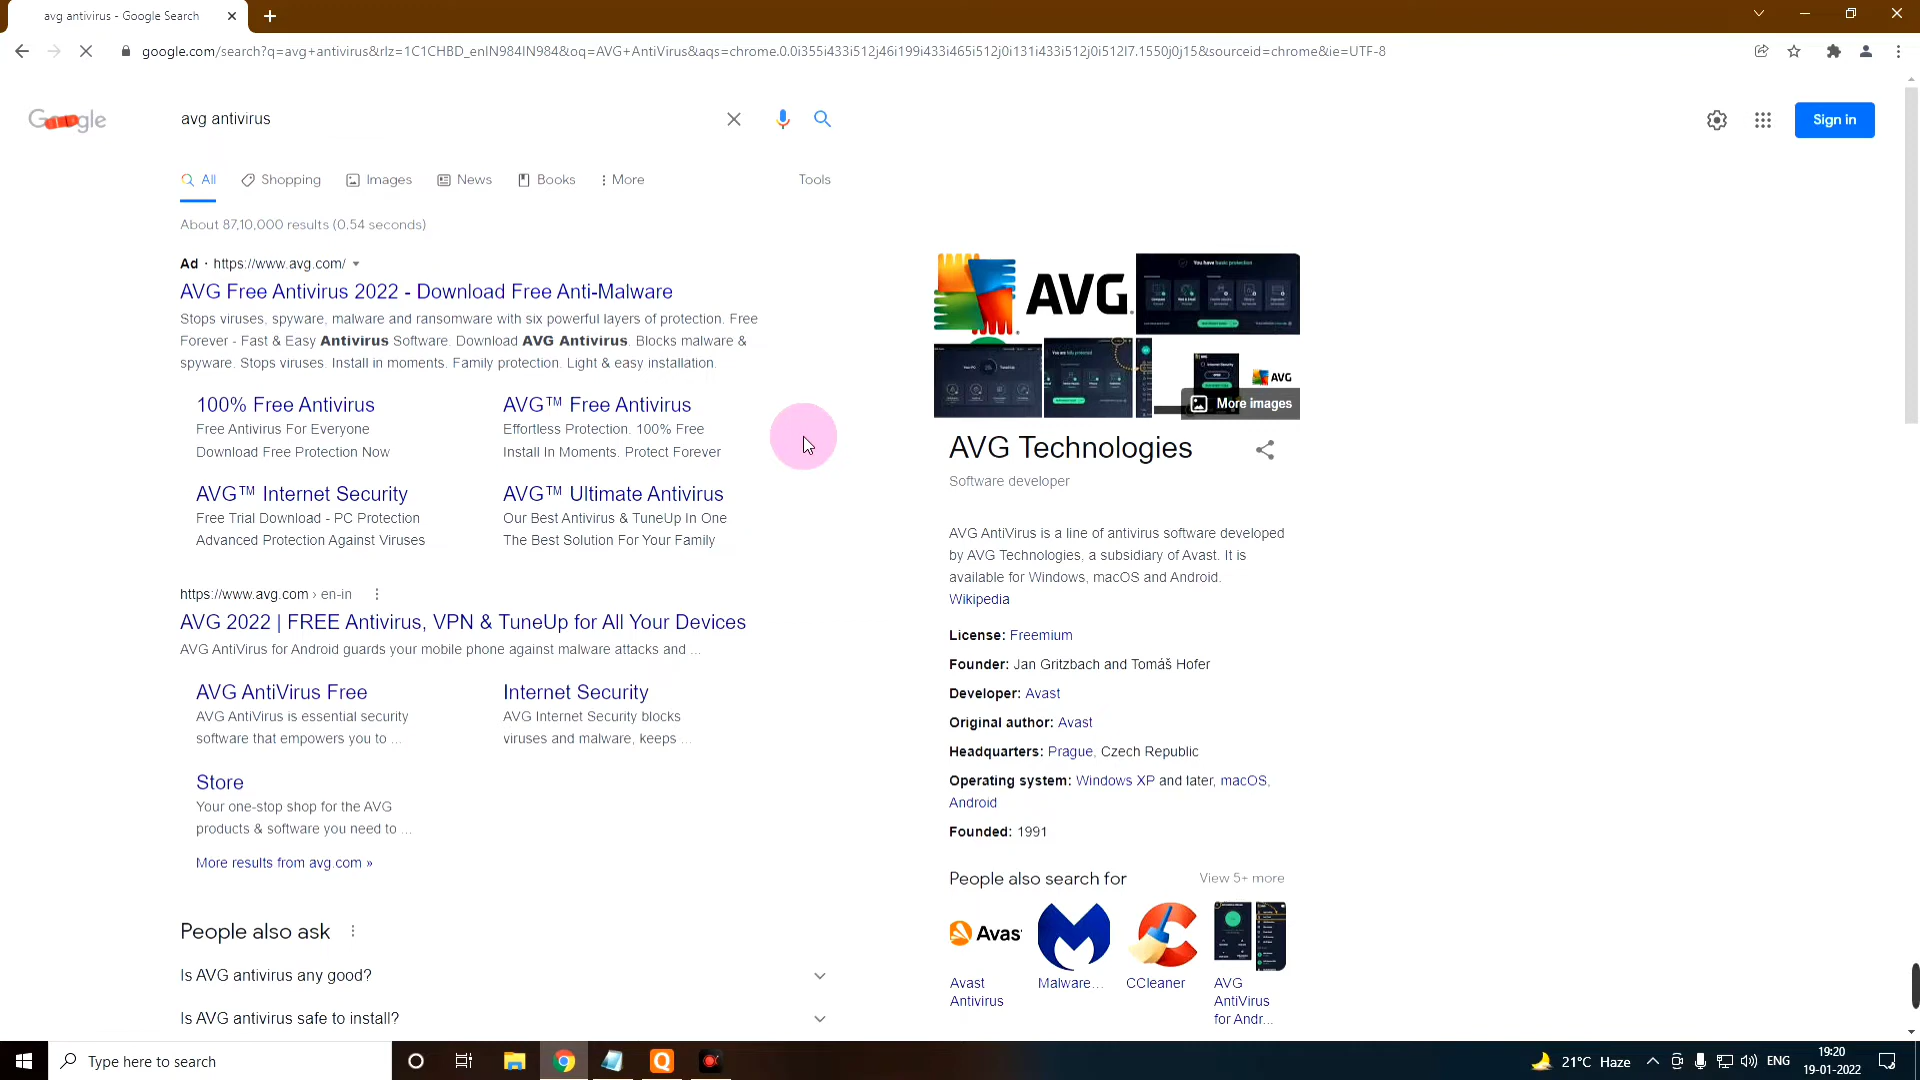 avg antivirus - Google Search
google.com/search?q=avg+antivirus&rlz=1C1CHBD_enIN984IN984&oq=AVG+AntiVirus&aqs=chrome.0.0i355i433i512j46i199i433i465i512j0i131i433i512j0i512l7.1550j0j15&sourceid=chrome&ie=UTF-8
avg antivirus
Sign in
All Shopping Images News Books More Tools
About 87,10,000 results (0.54 seconds)
Ad · https://www.avg.com/
AVG Free Antivirus 2022 - Download Free Anti-Malware
Stops viruses, spyware, malware and ransomware with six powerful layers of protection. Free
Forever - Fast & Easy Antivirus Software. Download AVG Antivirus. Blocks malware &
spyware. Stops viruses. Install in moments. Family protection. Light & easy installation.
100% Free Antivirus
Free Antivirus For Everyone
Download Free Protection Now
AVG™ Free Antivirus
Effortless Protection. 100% Free
Install In Moments. Protect Forever
AVG™ Internet Security
Free Trial Download - PC Protection
Advanced Protection Against Viruses
AVG™ Ultimate Antivirus
Our Best Antivirus & TuneUp In One
The Best Solution For Your Family
https://www.avg.com › en-in
AVG 2022 | FREE Antivirus, VPN & TuneUp for All Your Devices
AVG AntiVirus for Android guards your mobile phone against malware attacks and ...
AVG AntiVirus Free
AVG AntiVirus is essential security
software that empowers you to ...
Internet Security
AVG Internet Security blocks
viruses and malware, keeps ...
Store
Your one-stop shop for the AVG
products & software you need to ...
More results from avg.com »
People also ask
Is AVG antivirus any good?
Is AVG antivirus safe to install?
AVG.
You have basic protection
AVG
More images
AVG Technologies
Software developer
AVG AntiVirus is a line of antivirus software developed
by AVG Technologies, a subsidiary of Avast. It is
available for Windows, macOS and Android.
Wikipedia
License: Freemium
Founder: Jan Gritzbach and Tomáš Hofer
Developer: Avast
Original author: Avast
Headquarters: Prague, Czech Republic
Operating system: Windows XP and later, macOS,
Android
Founded: 1991
People also search for
View 5+ more
Avas
Avast
Antivirus
Malware...
CCleaner
AVG
AntiVirus
for Andr...
Type here to search
21°C Haze
ENG
19:20
19-01-2022